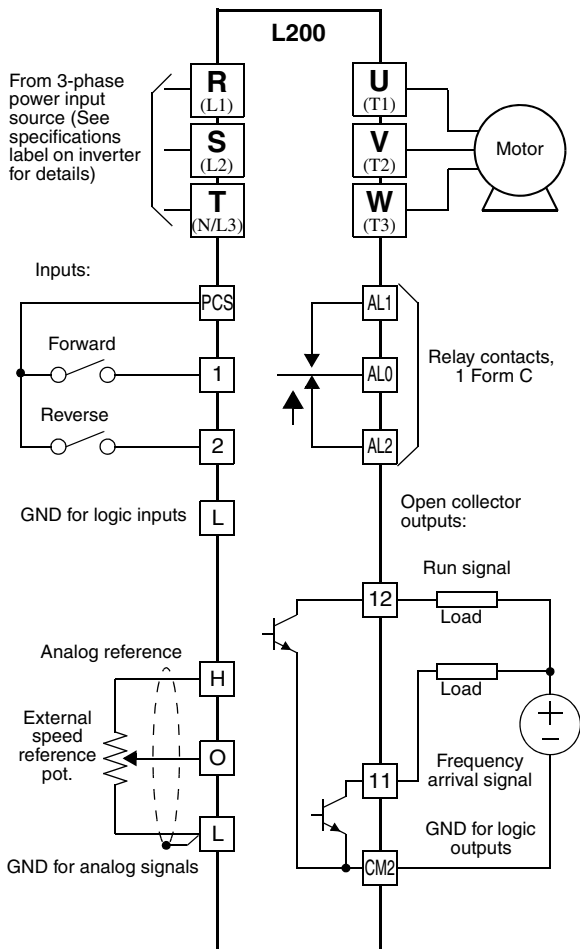 L200
From 3-phase
power input
source (See
specifications
label on inverter
for details)
R
(L1)
S
(L2)
T
(N/L3)
U
(T1)
V
(T2)
W
(T3)
Motor
Inputs:
PCS
Forward
1
Reverse
2
GND for logic inputs
L
AL1
AL0
AL2
Relay contacts,
1 Form C
Open collector
outputs:
Run signal
12
Load
Load
Analog reference
H
External
speed
reference
pot.
O
L
GND for analog signals
+
−
Frequency
arrival signal
11
GND for logic
outputs
CM2